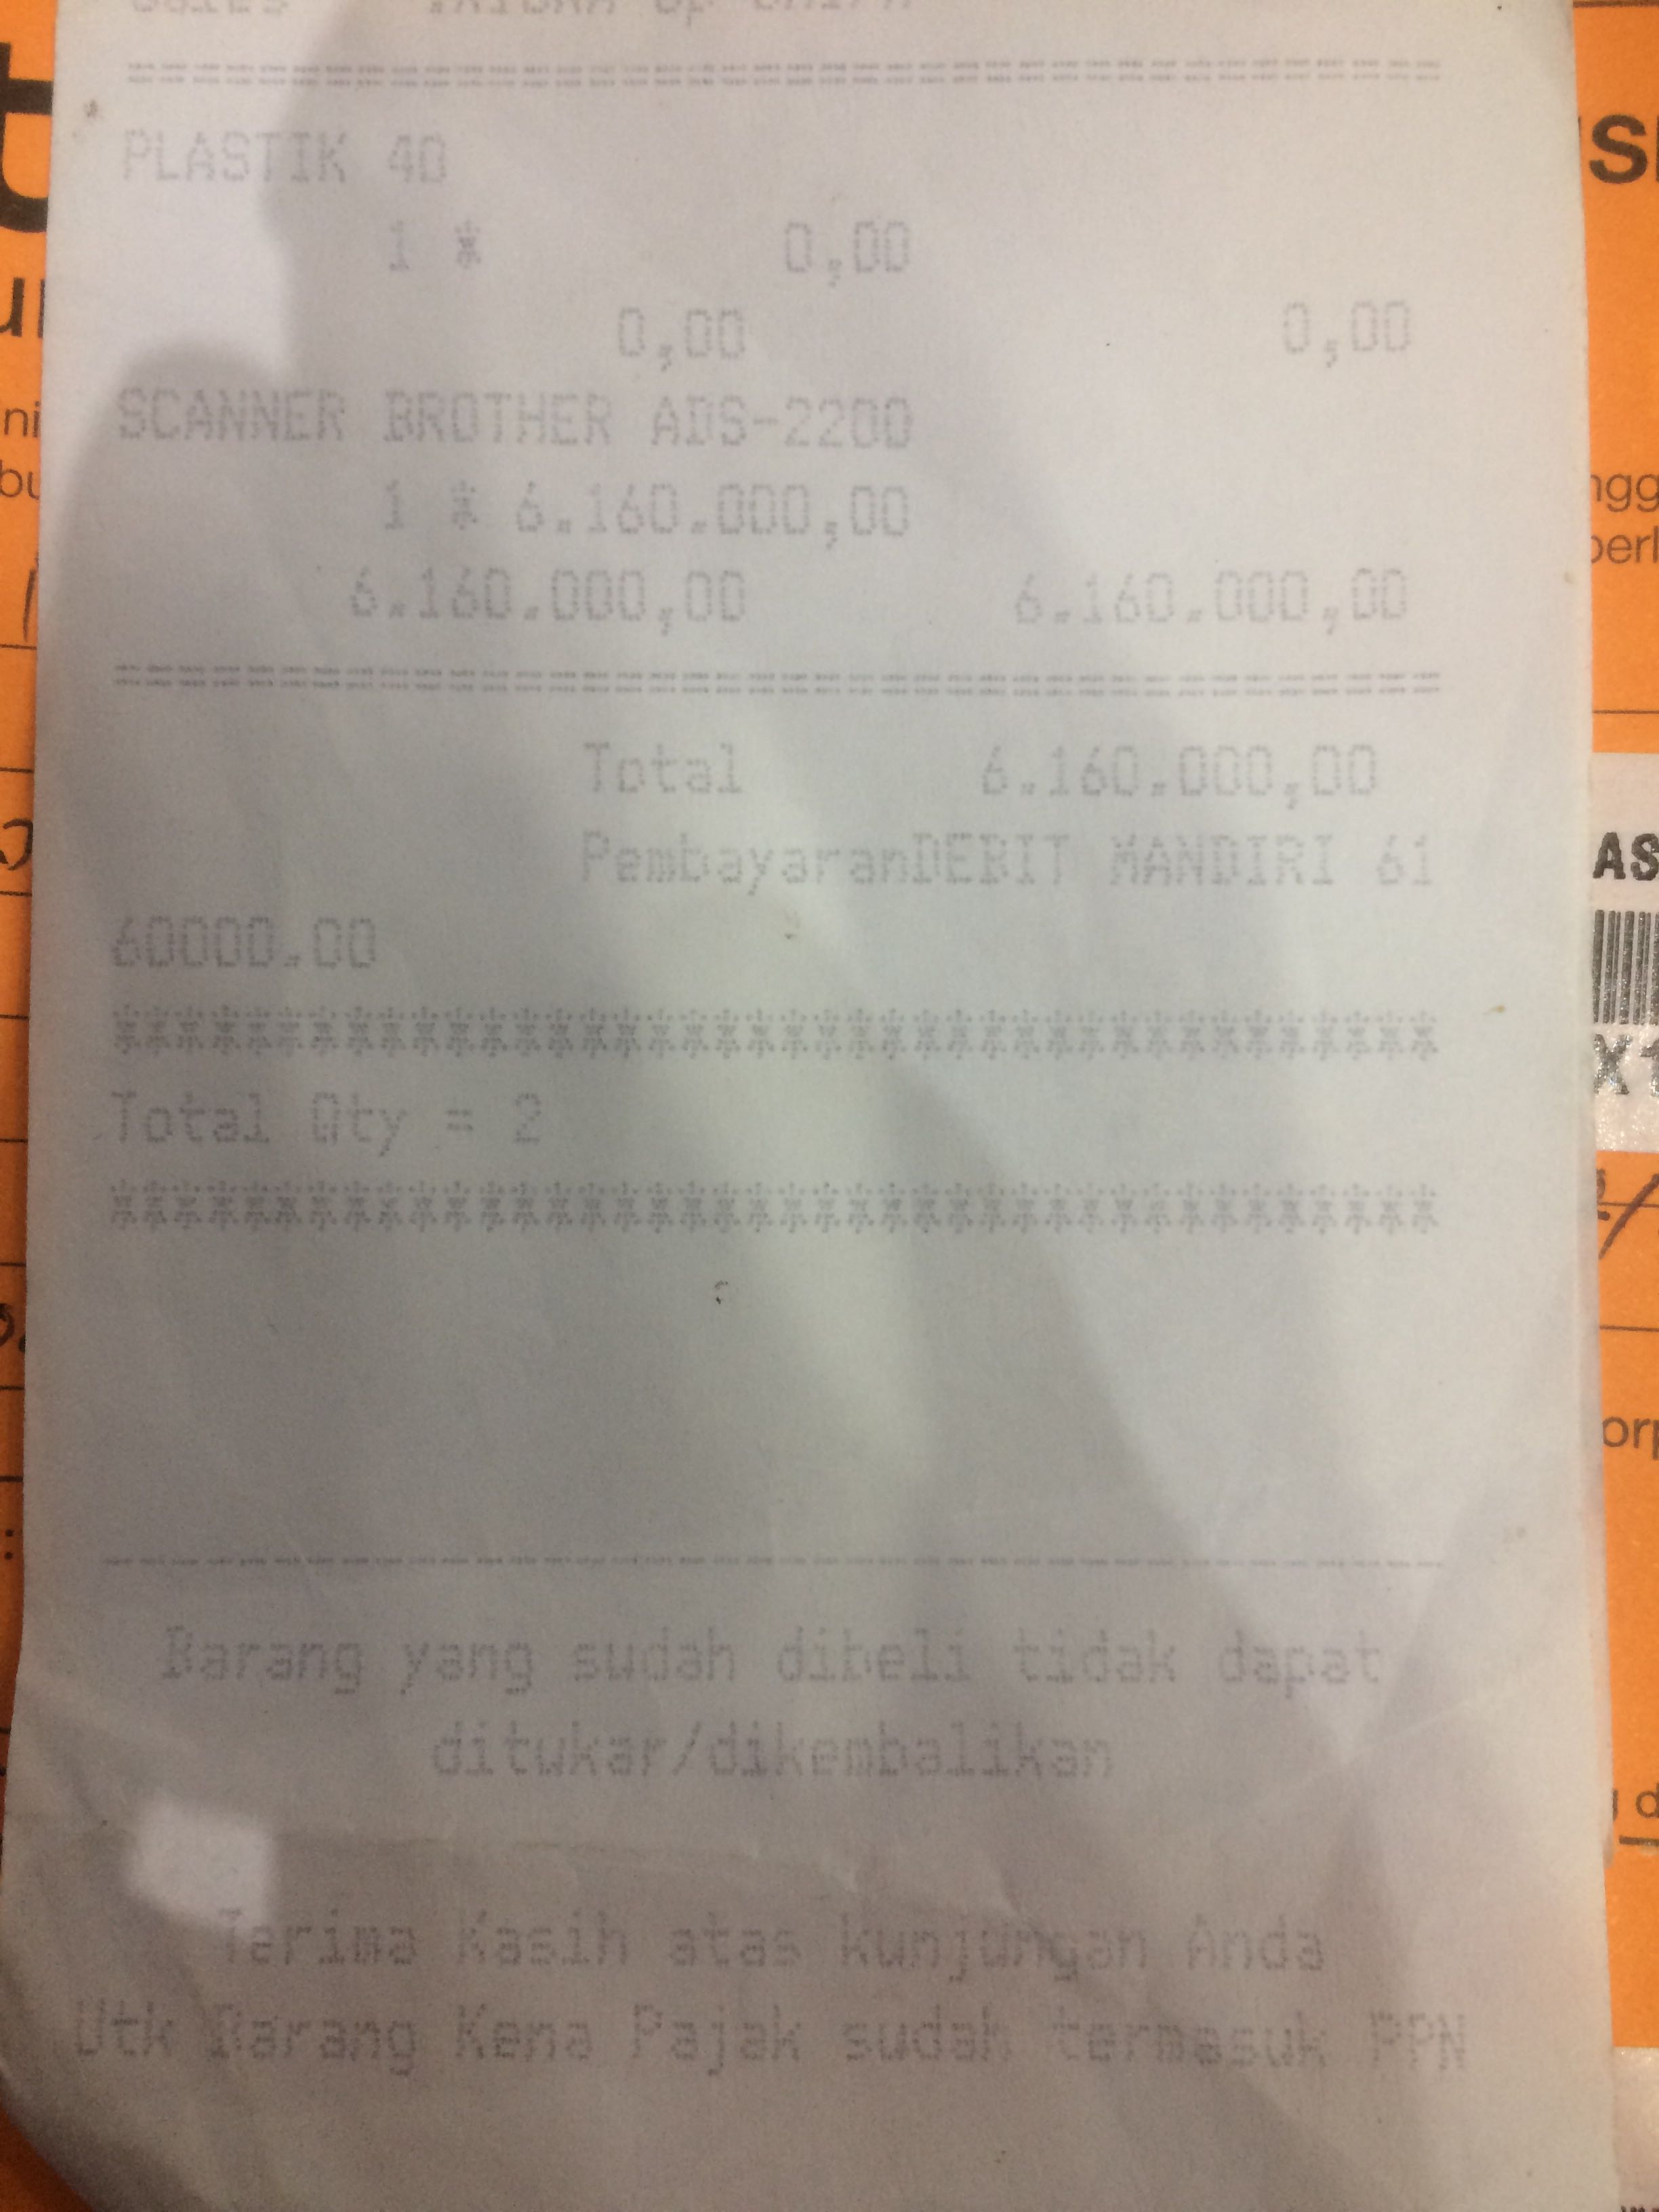 PLASTIK 40
1 * 0,00
0,00 0,00
SCANNER BROTHER ADS-2200
1 * 6.160.000,00
6.160.000,00 6.160.000,00
Total 6.160.000,00
PembayaranDEBIT MANDIRI 61
60000.00
****************************************
Total Qty = 2
****************************************
Barang yang sudah dibeli tidak dapat
ditukar/dikembalikan
Terima Kasih atas kunjungan Anda
Utk Barang Kena Pajak sudah termasuk PPN